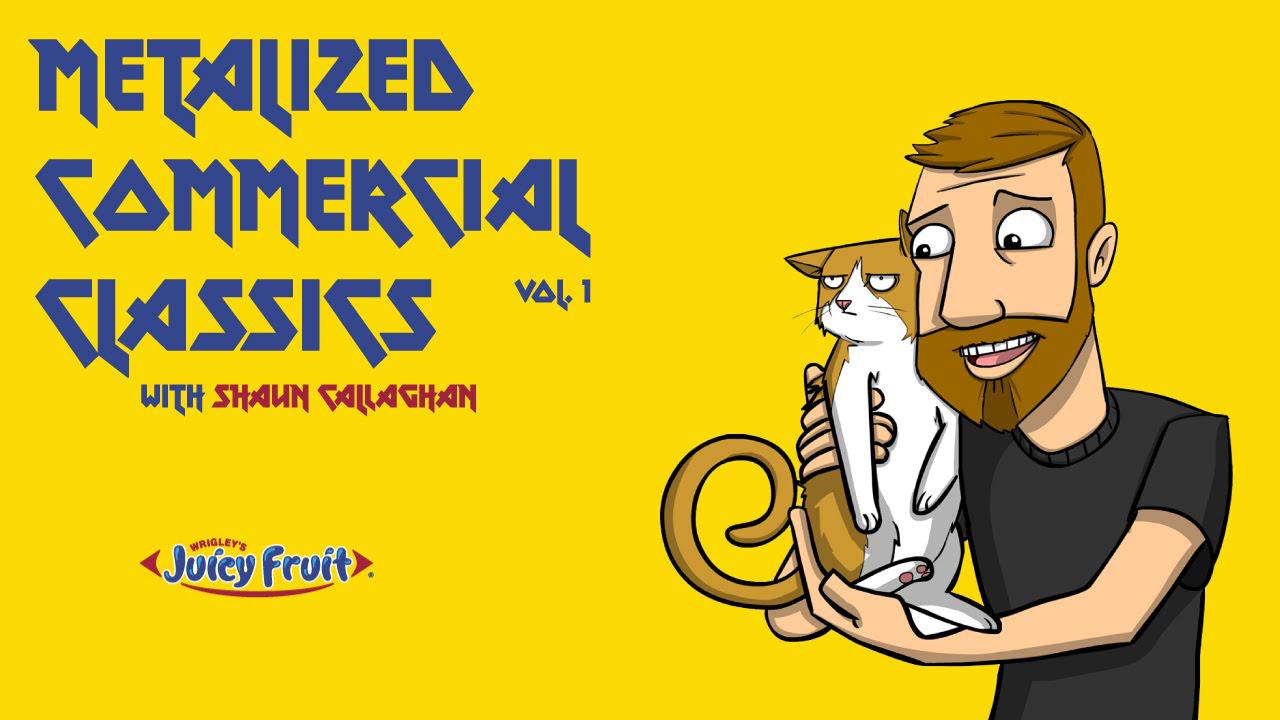 METALIZED
COMMERCIAL
CLASSICS
VOL. 1
WITH SHAUN CALLAGHAN
WRIGLEY'S
Juicy Fruit®